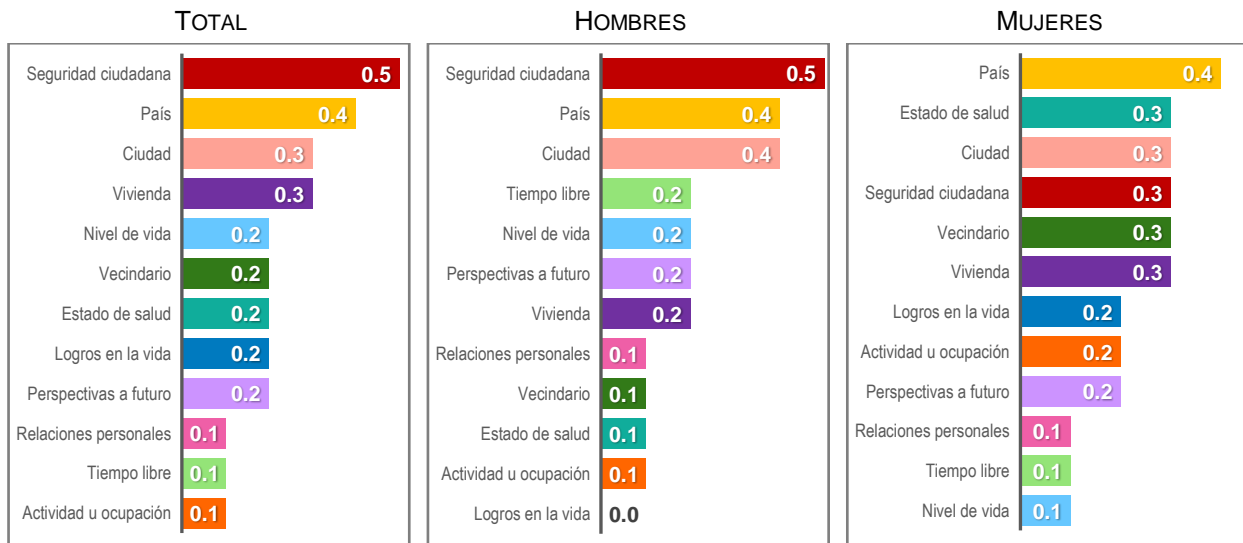 TOTAL
Seguridad ciudadana 0.5
País 0.4
Ciudad 0.3
Vivienda 0.3
Nivel de vida 0.2
Vecindario 0.2
Estado de salud 0.2
Logros en la vida 0.2
Perspectivas a futuro 0.2
Relaciones personales 0.1
Tiempo libre 0.1
Actividad u ocupación 0.1
HOMBRES
Seguridad ciudadana 0.5
País 0.4
Ciudad 0.4
Tiempo libre 0.2
Nivel de vida 0.2
Perspectivas a futuro 0.2
Vivienda 0.2
Relaciones personales 0.1
Vecindario 0.1
Estado de salud 0.1
Actividad u ocupación 0.1
Logros en la vida 0.0
MUJERES
País 0.4
Estado de salud 0.3
Ciudad 0.3
Seguridad ciudadana 0.3
Vecindario 0.3
Vivienda 0.3
Logros en la vida 0.2
Actividad u ocupación 0.2
Perspectivas a futuro 0.2
Relaciones personales 0.1
Tiempo libre 0.1
Nivel de vida 0.1